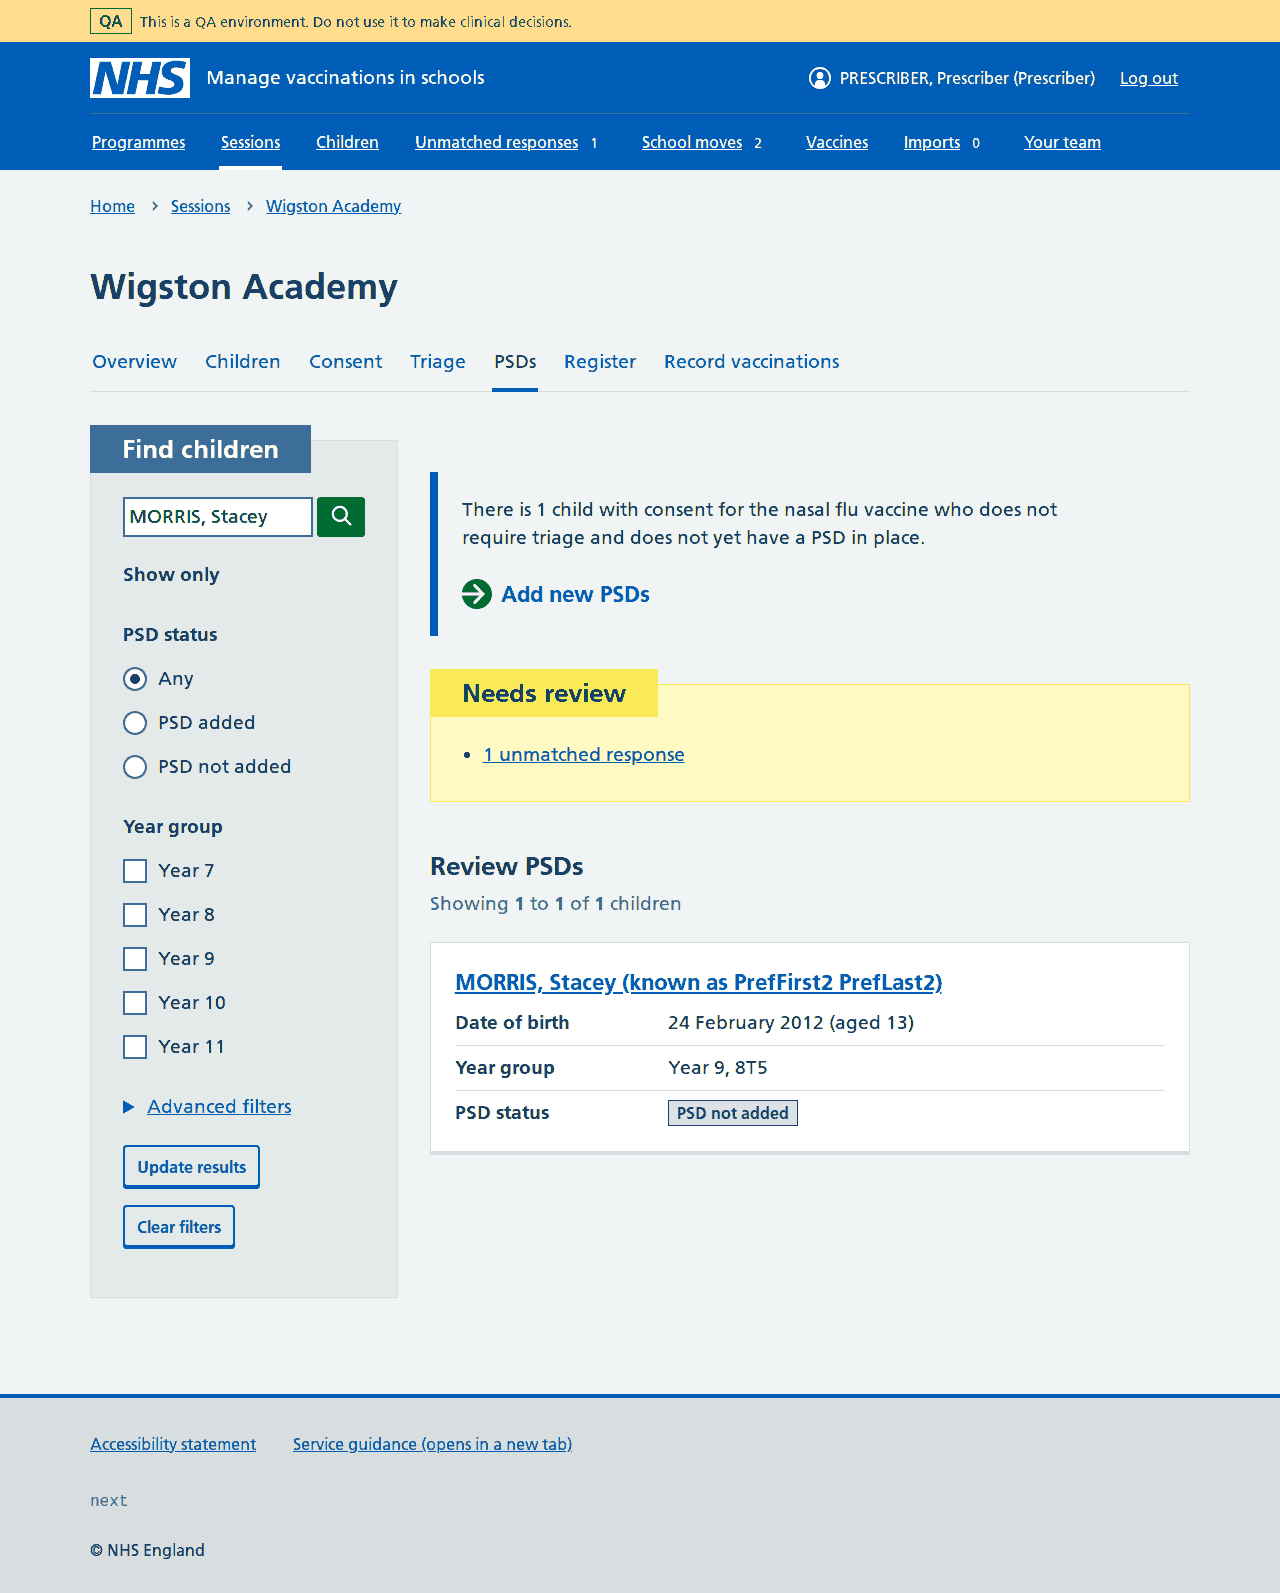 QA This is a QA environment. Do not use it to make clinical decisions.
NHS Manage vaccinations in schools PRESCRIBER, Prescriber (Prescriber) Log out
Programmes Sessions Children Unmatched responses 1 School moves 2 Vaccines Imports 0 Your team
Home Sessions Wigston Academy
Wigston Academy
Overview Children Consent Triage PSDs Register Record vaccinations
Find children
MORRIS, Stacey
Show only
PSD status
Any
PSD added
PSD not added
Year group
Year 7
Year 8
Year 9
Year 10
Year 11
Advanced filters
Update results
Clear filters
There is 1 child with consent for the nasal flu vaccine who does not
require triage and does not yet have a PSD in place.
Add new PSDs
Needs review
1 unmatched response
Review PSDs
Showing 1 to 1 of 1 children
MORRIS, Stacey (known as PrefFirst2 PrefLast2)
Date of birth 24 February 2012 (aged 13)
Year group Year 9, 8T5
PSD status PSD not added
Accessibility statement Service guidance (opens in a new tab)
next
© NHS England